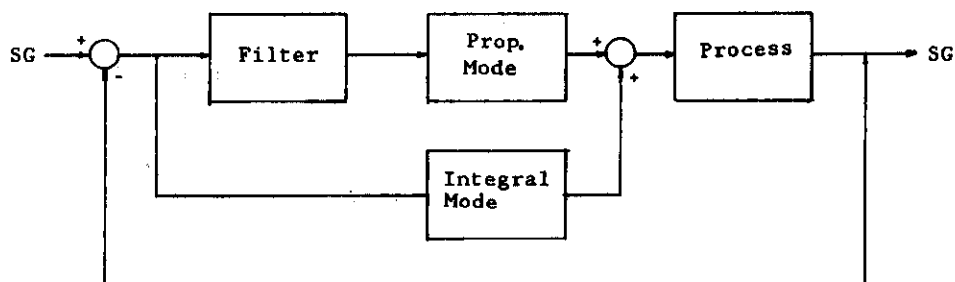 SG
+
-
Filter
Prop.
Mode
+
+
Process
SG
Integral
Mode